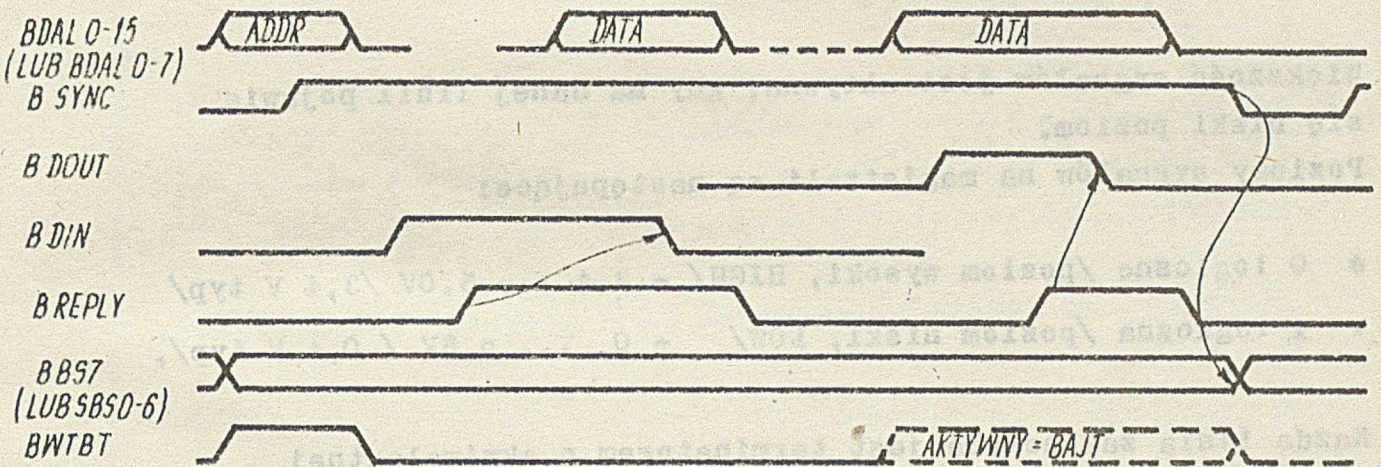 BDAL 0-15 ADDR DATA DATA
(LUB BDAL 0-7)
B SYNC
B DOUT
B DIN
B REPLY
BBS7
(LUB SBS0-6)
BWTBT AKTYWNY = BAJT